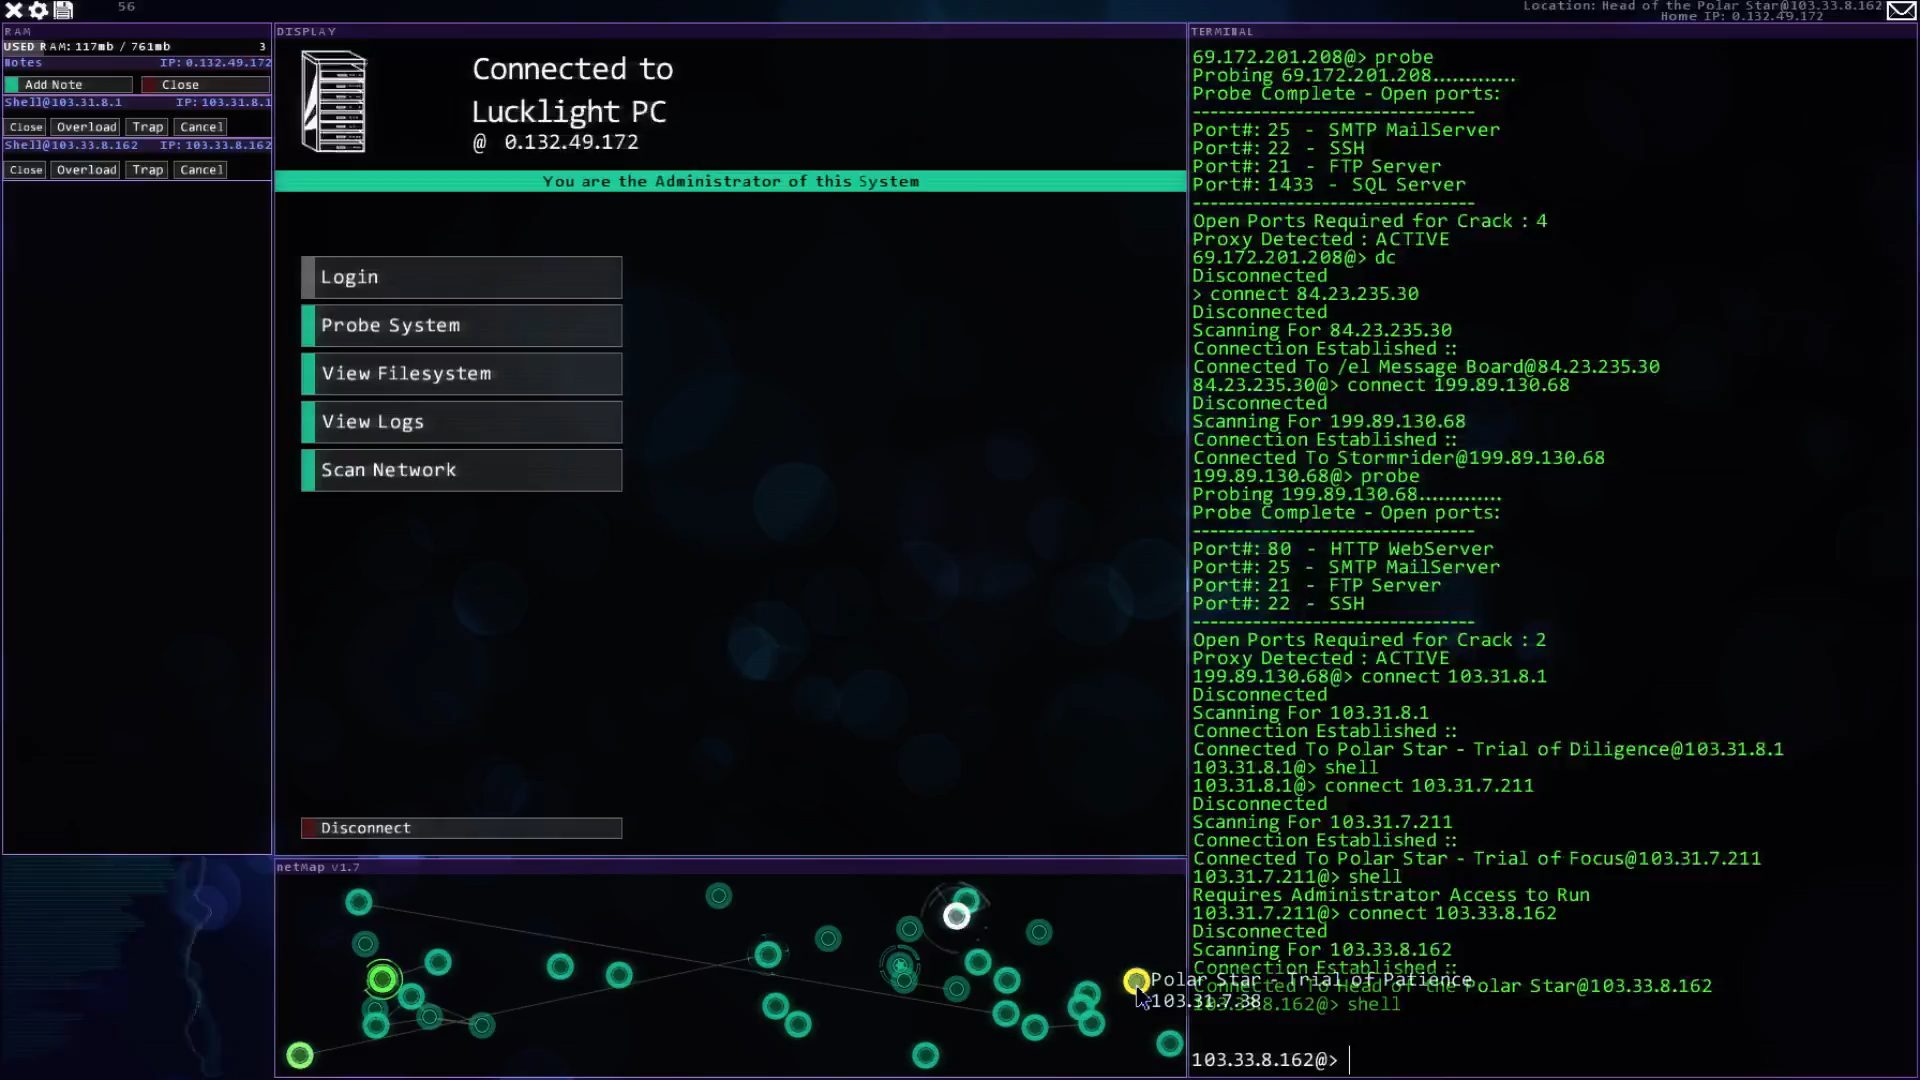 56
Location: Head of the Polar Star@103.33.8.162
Home IP: 0.132.49.172
RAM
USED RAM: 117mb / 761mb 3
Notes IP: 0.132.49.172
Add Note Close
Shell@103.31.8.1 IP: 103.31.8.1
Close Overload Trap Cancel
Shell@103.33.8.162 IP: 103.33.8.162
Close Overload Trap Cancel
DISPLAY
Connected to
Lucklight PC
@ 0.132.49.172
You are the Administrator of this System
Login
Probe System
View Filesystem
View Logs
Scan Network
Disconnect
netMap v1.7
Polar Star - Trial of Patience
103.31.7.38
TERMINAL
69.172.201.208@> probe
Probing 69.172.201.208.............
Probe Complete - Open ports:
-------------------------------
Port#: 25 - SMTP MailServer
Port#: 22 - SSH
Port#: 21 - FTP Server
Port#: 1433 - SQL Server
-------------------------------
Open Ports Required for Crack : 4
Proxy Detected : ACTIVE
69.172.201.208@> dc
Disconnected
> connect 84.23.235.30
Disconnected
Scanning For 84.23.235.30
Connection Established ::
Connected To /el Message Board@84.23.235.30
84.23.235.30@> connect 199.89.130.68
Disconnected
Scanning For 199.89.130.68
Connection Established ::
Connected To Stormrider@199.89.130.68
199.89.130.68@> probe
Probing 199.89.130.68.............
Probe Complete - Open ports:
-------------------------------
Port#: 80 - HTTP WebServer
Port#: 25 - SMTP MailServer
Port#: 21 - FTP Server
Port#: 22 - SSH
-------------------------------
Open Ports Required for Crack : 2
Proxy Detected : ACTIVE
199.89.130.68@> connect 103.31.8.1
Disconnected
Scanning For 103.31.8.1
Connection Established ::
Connected To Polar Star - Trial of Diligence@103.31.8.1
103.31.8.1@> shell
103.31.8.1@> connect 103.31.7.211
Disconnected
Scanning For 103.31.7.211
Connection Established ::
Connected To Polar Star - Trial of Focus@103.31.7.211
103.31.7.211@> shell
Requires Administrator Access to Run
103.31.7.211@> connect 103.33.8.162
Disconnected
Scanning For 103.33.8.162
Connection Established ::
Connected To Head of the Polar Star@103.33.8.162
103.33.8.162@> shell
103.33.8.162@>